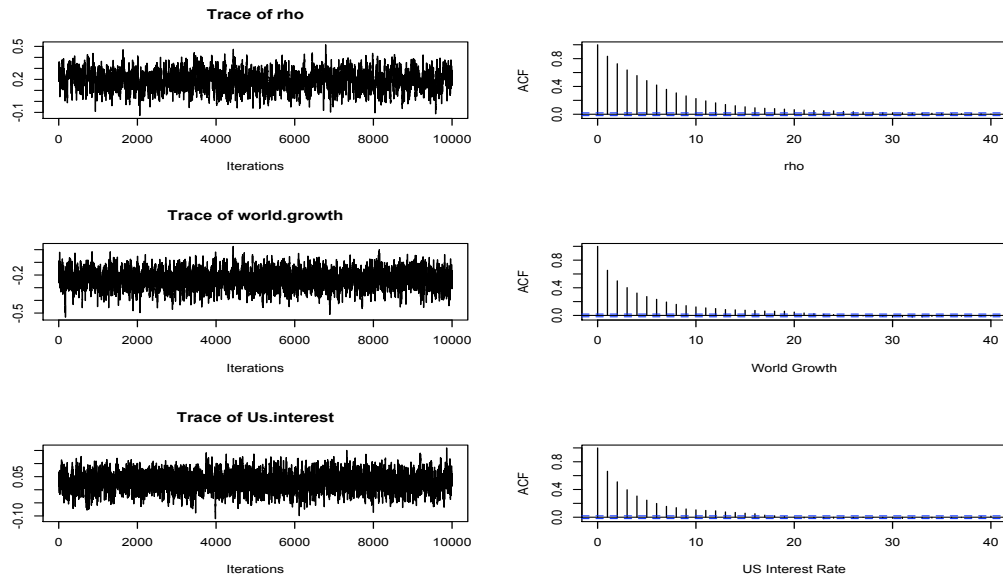 Trace of rho
0.5
0.2
-0.1
0 2000 4000 6000 8000 10000
Iterations
ACF
0.8
0.4
0.0
0 10 20 30 40
rho
Trace of world.growth
-0.2
-0.5
0 2000 4000 6000 8000 10000
Iterations
ACF
0.8
0.4
0.0
0 10 20 30 40
World Growth
Trace of Us.interest
0.05
-0.10
0 2000 4000 6000 8000 10000
Iterations
ACF
0.8
0.4
0.0
0 10 20 30 40
US Interest Rate